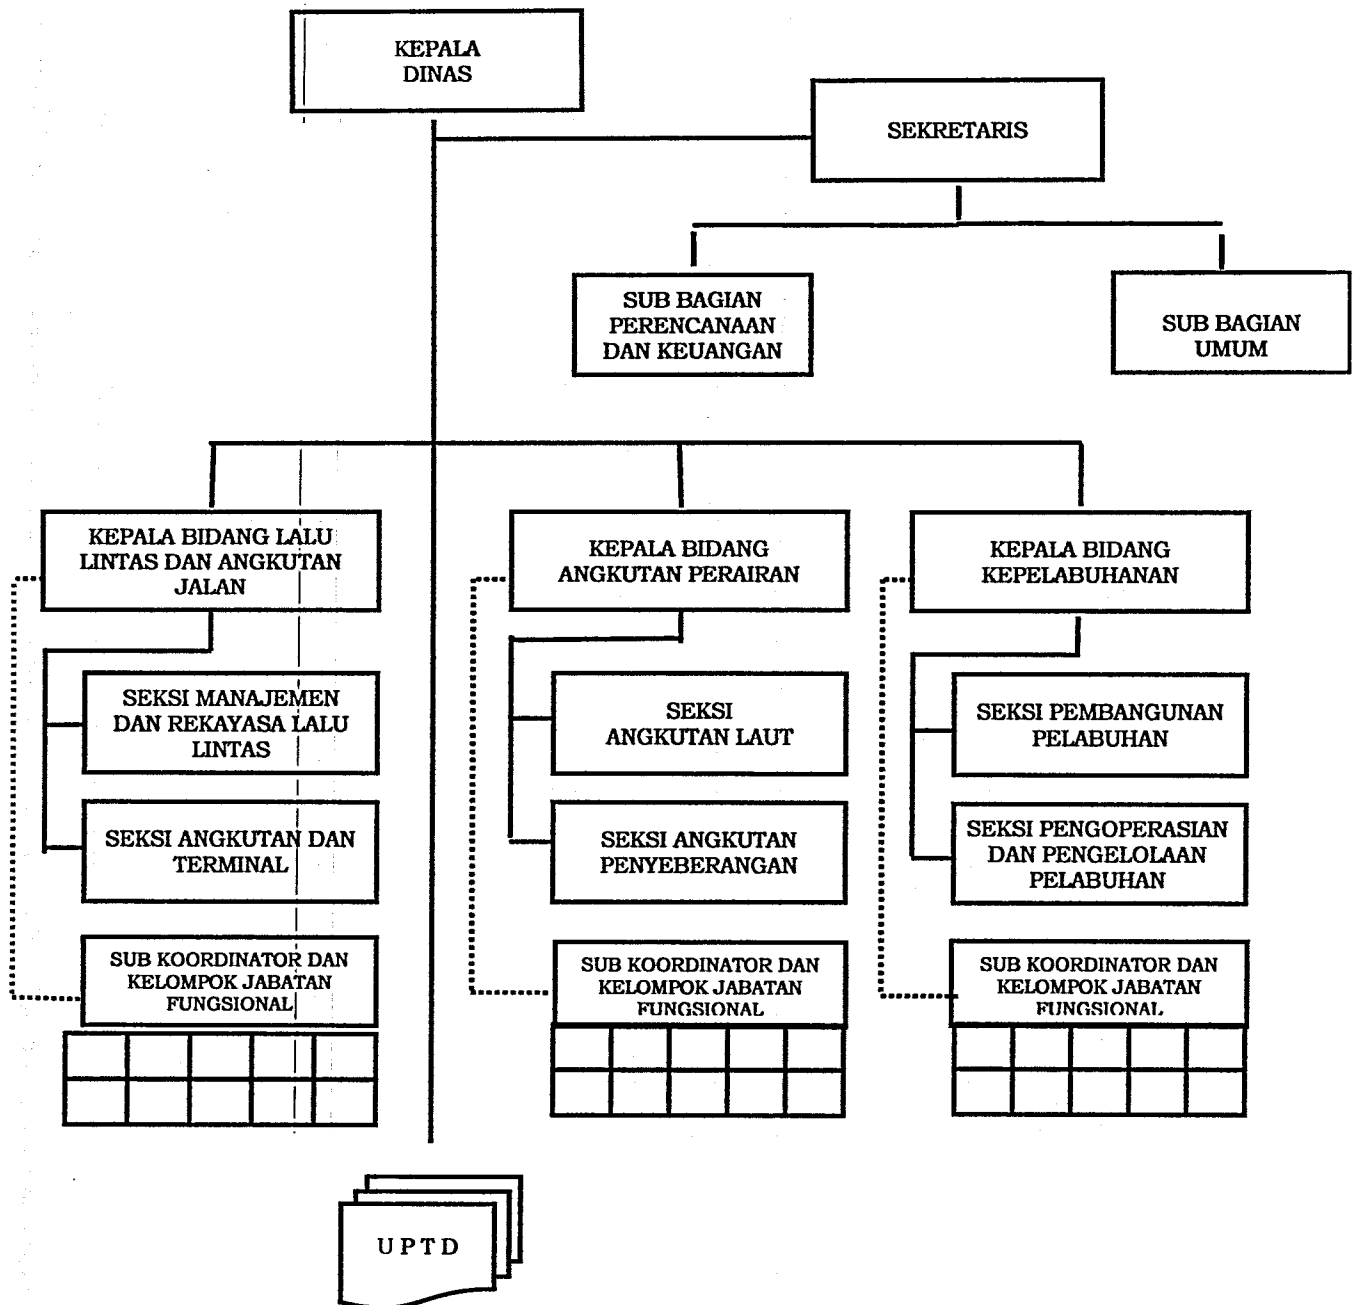 KEPALA
DINAS
SEKRETARIS
SUB BAGIAN
PERENCANAAN
DAN KEUANGAN
SUB BAGIAN
UMUM
KEPALA BIDANG LALU
LINTAS DAN ANGKUTAN
JALAN
KEPALA BIDANG
ANGKUTAN PERAIRAN
KEPALA BIDANG
KEPELABUHANAN
SEKSI MANAJEMEN
DAN REKAYASA LALU
LINTAS
SEKSI
ANGKUTAN LAUT
SEKSI PEMBANGUNAN
PELABUHAN
SEKSI ANGKUTAN DAN
TERMINAL
SEKSI ANGKUTAN
PENYEBERANGAN
SEKSI PENGOPERASIAN
DAN PENGELOLAAN
PELABUHAN
SUB KOORDINATOR DAN
KELOMPOK JABATAN
FUNGSIONAL
SUB KOORDINATOR DAN
KELOMPOK JABATAN
FUNGSIONAL
SUB KOORDINATOR DAN
KELOMPOK JABATAN
FUNGSIONAL
U P T D